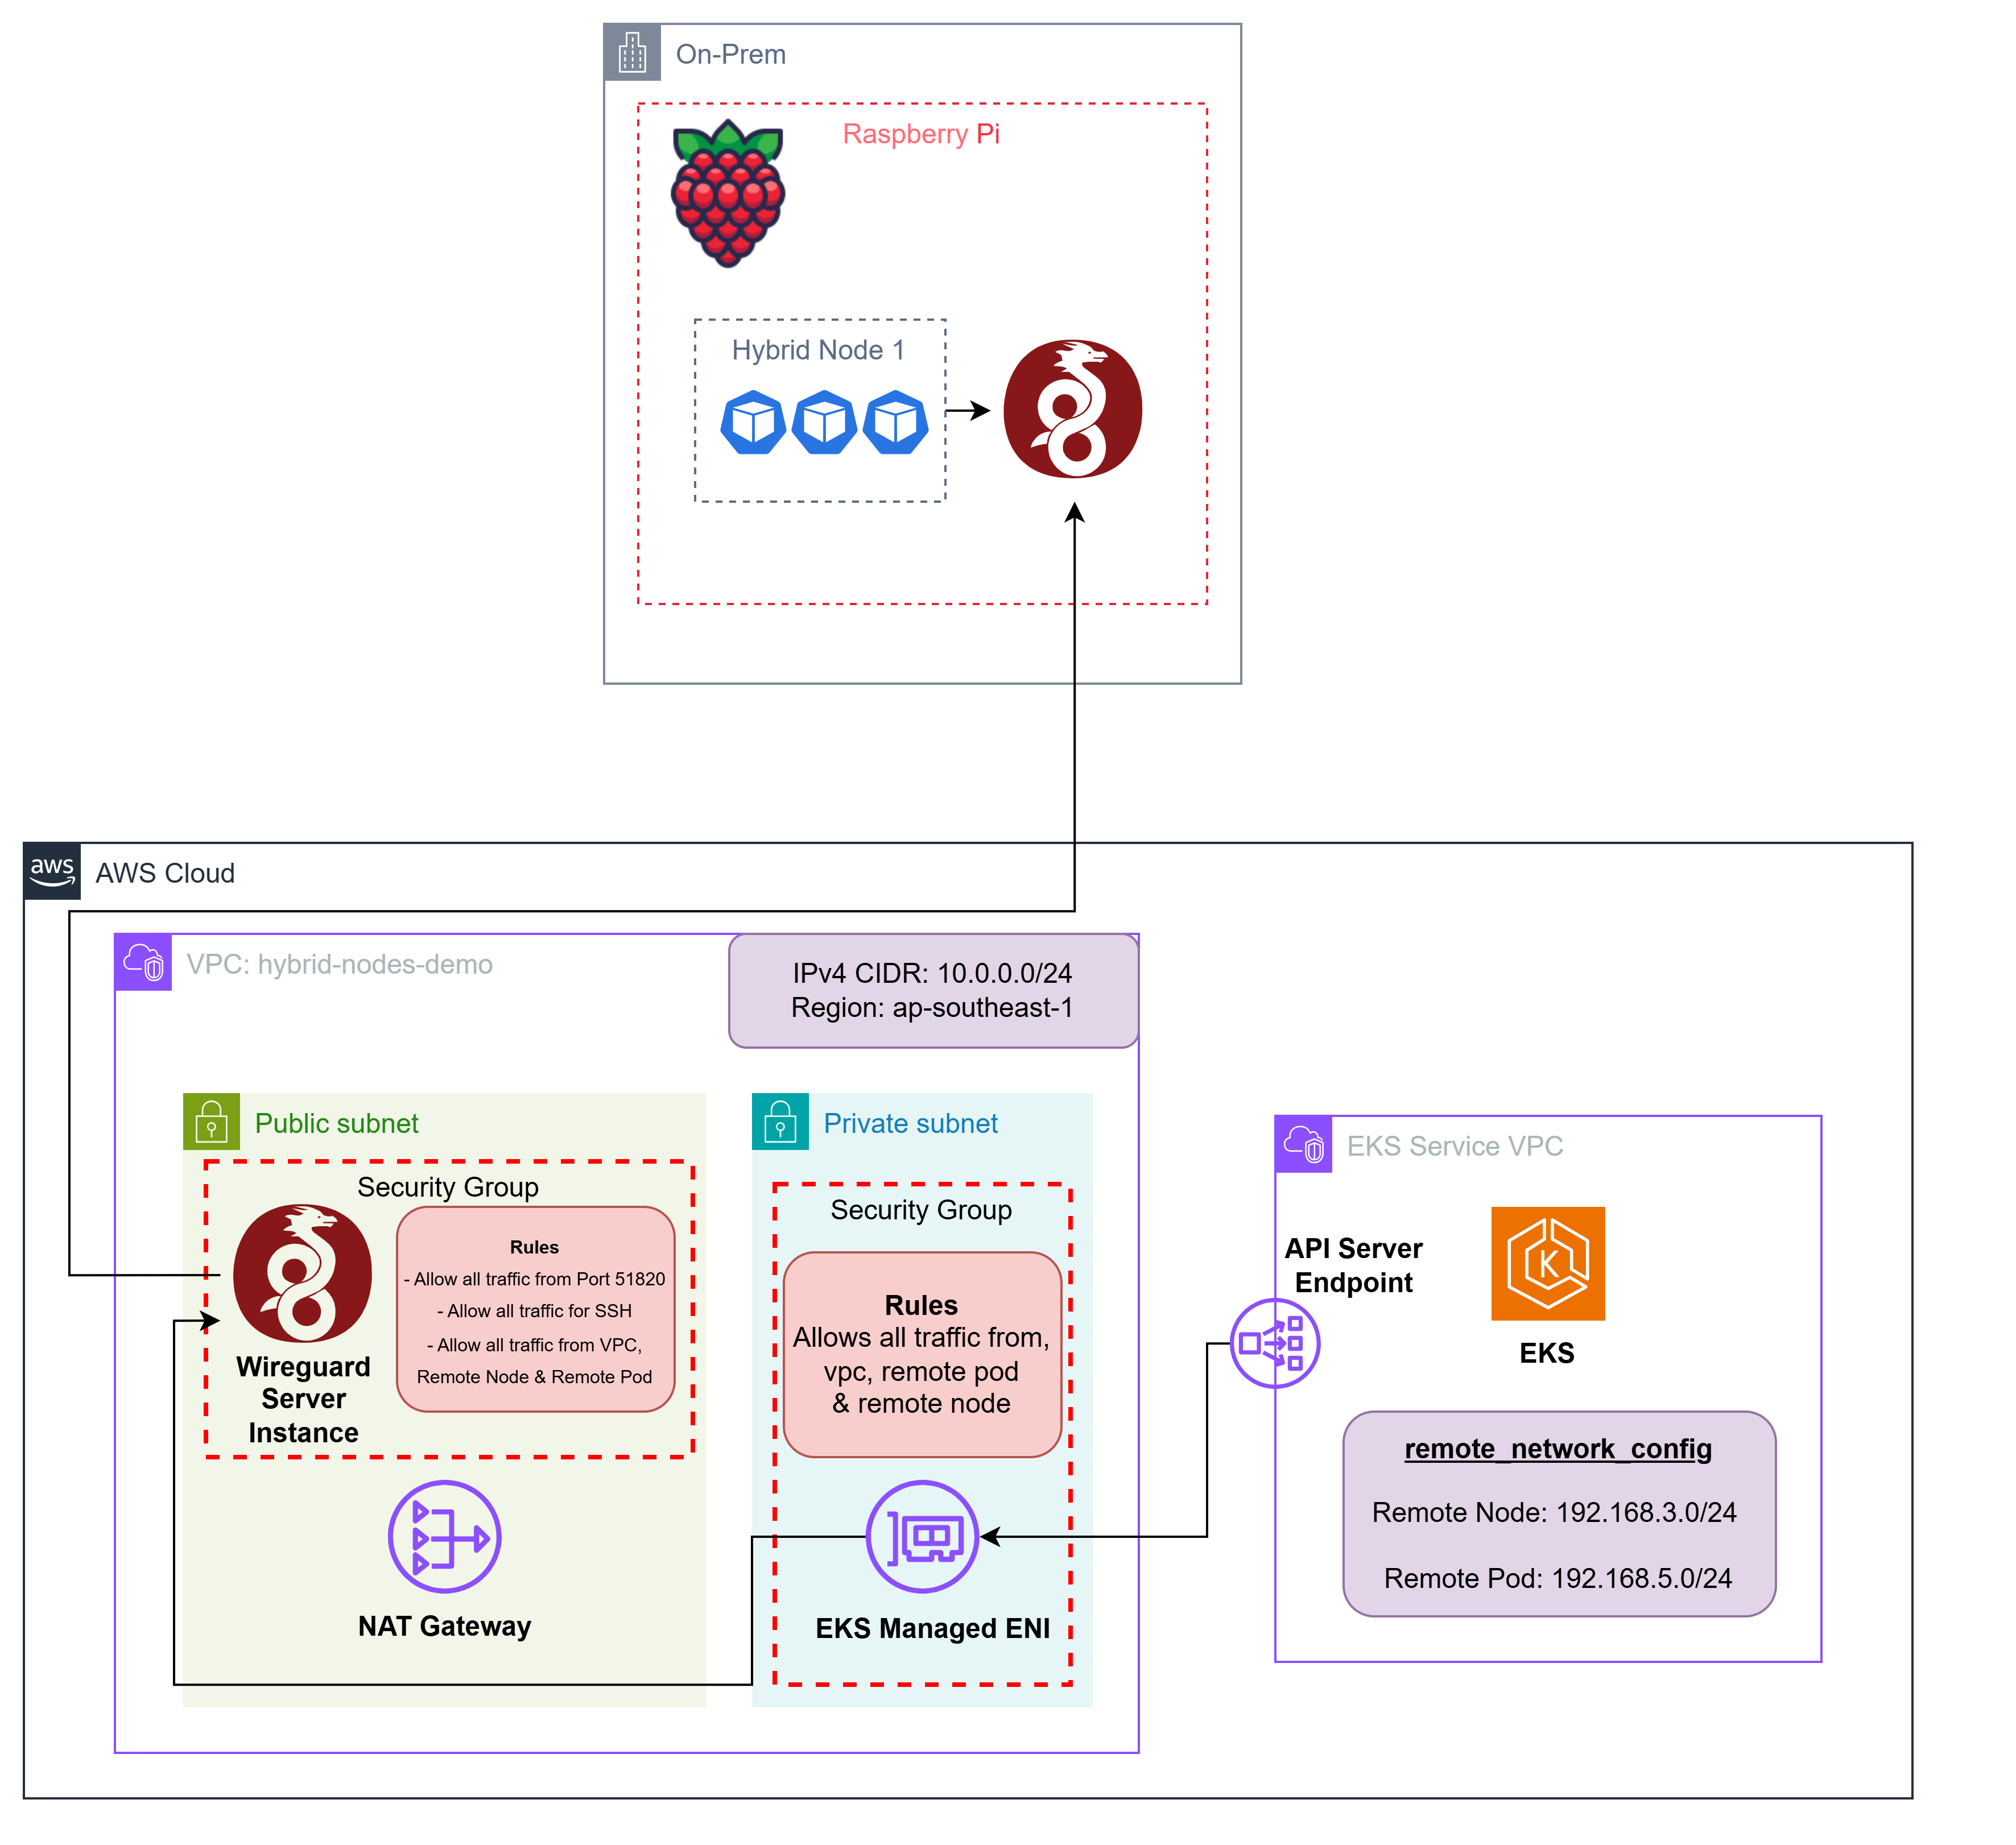 On-Prem
Raspberry Pi
Hybrid Node 1
aws
AWS Cloud
VPC: hybrid-nodes-demo
IPv4 CIDR: 10.0.0.0/24
Region: ap-southeast-1
Public subnet
Security Group
Rules
- Allow all traffic from Port 51820
- Allow all traffic for SSH
- Allow all traffic from VPC,
Remote Node & Remote Pod
Wireguard
Server
Instance
NAT Gateway
Private subnet
Security Group
Rules
Allows all traffic from,
vpc, remote pod
& remote node
EKS Managed ENI
EKS Service VPC
API Server
Endpoint
K
EKS
remote_network_config
Remote Node: 192.168.3.0/24
Remote Pod: 192.168.5.0/24